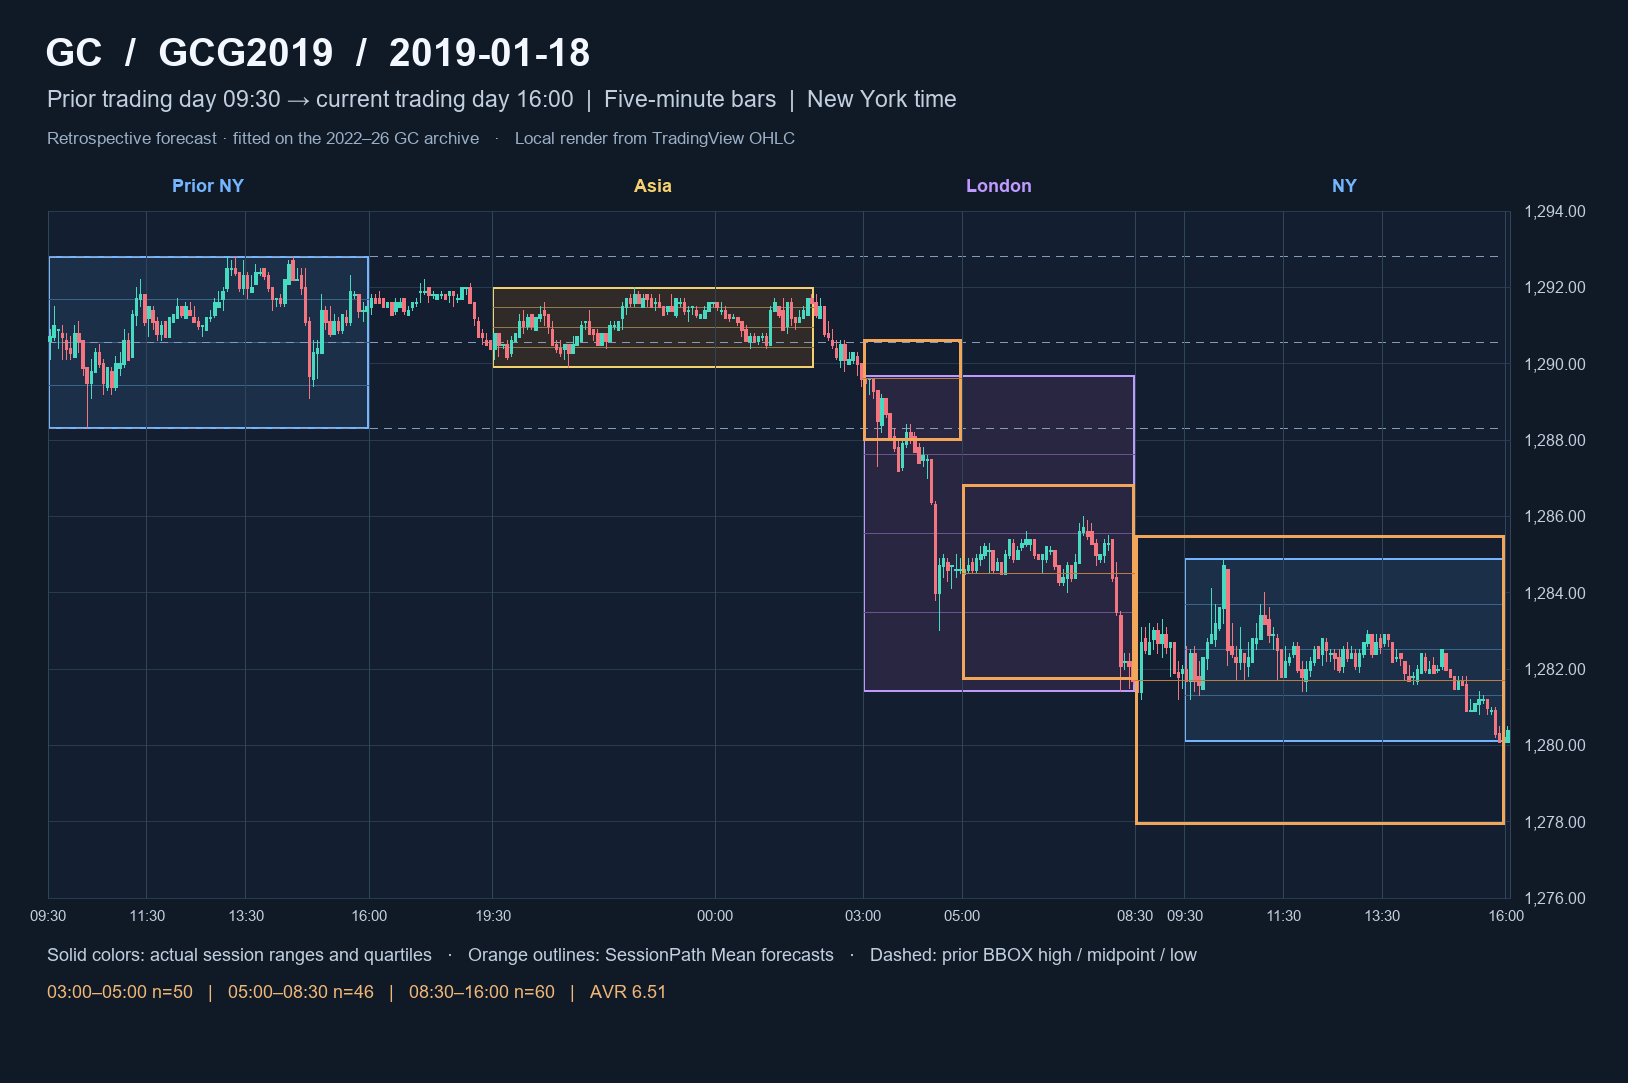 GC / GCG2019 / 2019-01-18
Prior trading day 09:30 → current trading day 16:00 | Five-minute bars | New York time
Retrospective forecast · fitted on the 2022–26 GC archive · Local render from TradingView OHLC
Prior NY Asia London NY
1,294.00
1,292.00
1,290.00
1,288.00
1,286.00
1,284.00
1,282.00
1,280.00
1,278.00
1,276.00
09:30 11:30 13:30 16:00 19:30 00:00 03:00 05:00 08:30 09:30 11:30 13:30 16:00
Solid colors: actual session ranges and quartiles · Orange outlines: SessionPath Mean forecasts · Dashed: prior BBOX high / midpoint / low
03:00–05:00 n=50 | 05:00–08:30 n=46 | 08:30–16:00 n=60 | AVR 6.51